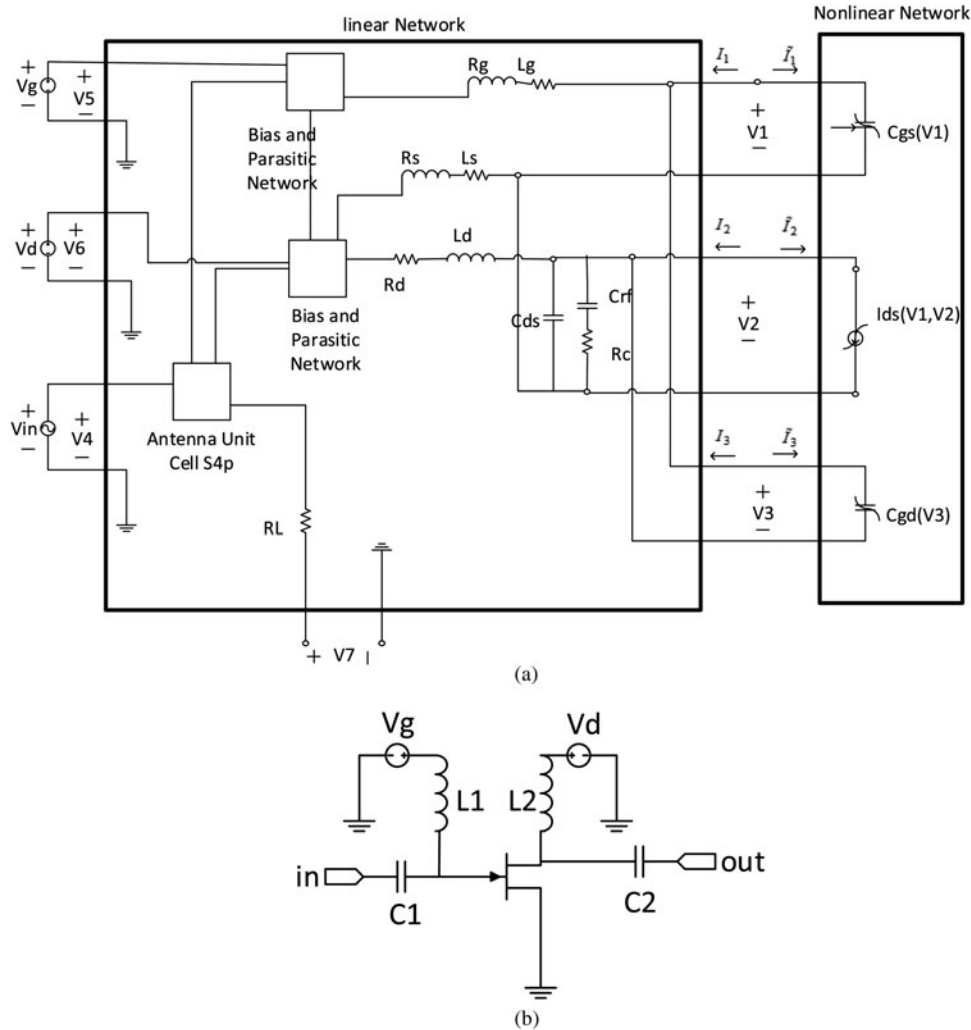 linear Network
Nonlinear Network
+
Vg
−
+
V5
−
Rg
Lg
I1
Ĩ1
+
V1
−
Cgs(V1)
Bias and
Parasitic
Network
Rs
Ls
+
Vd
−
+
V6
−
Rd
Ld
I2
Ĩ2
Bias and
Parasitic
Network
Cds
Crf
Rc
+
V2
−
Ids(V1,V2)
+
Vin
−
+
V4
−
Antenna Unit
Cell S4p
I3
Ĩ3
+
V3
−
Cgd(V3)
RL
+ V7 |
(a)
Vg
Vd
- +
+ -
L1
L2
in
out
C1
C2
(b)